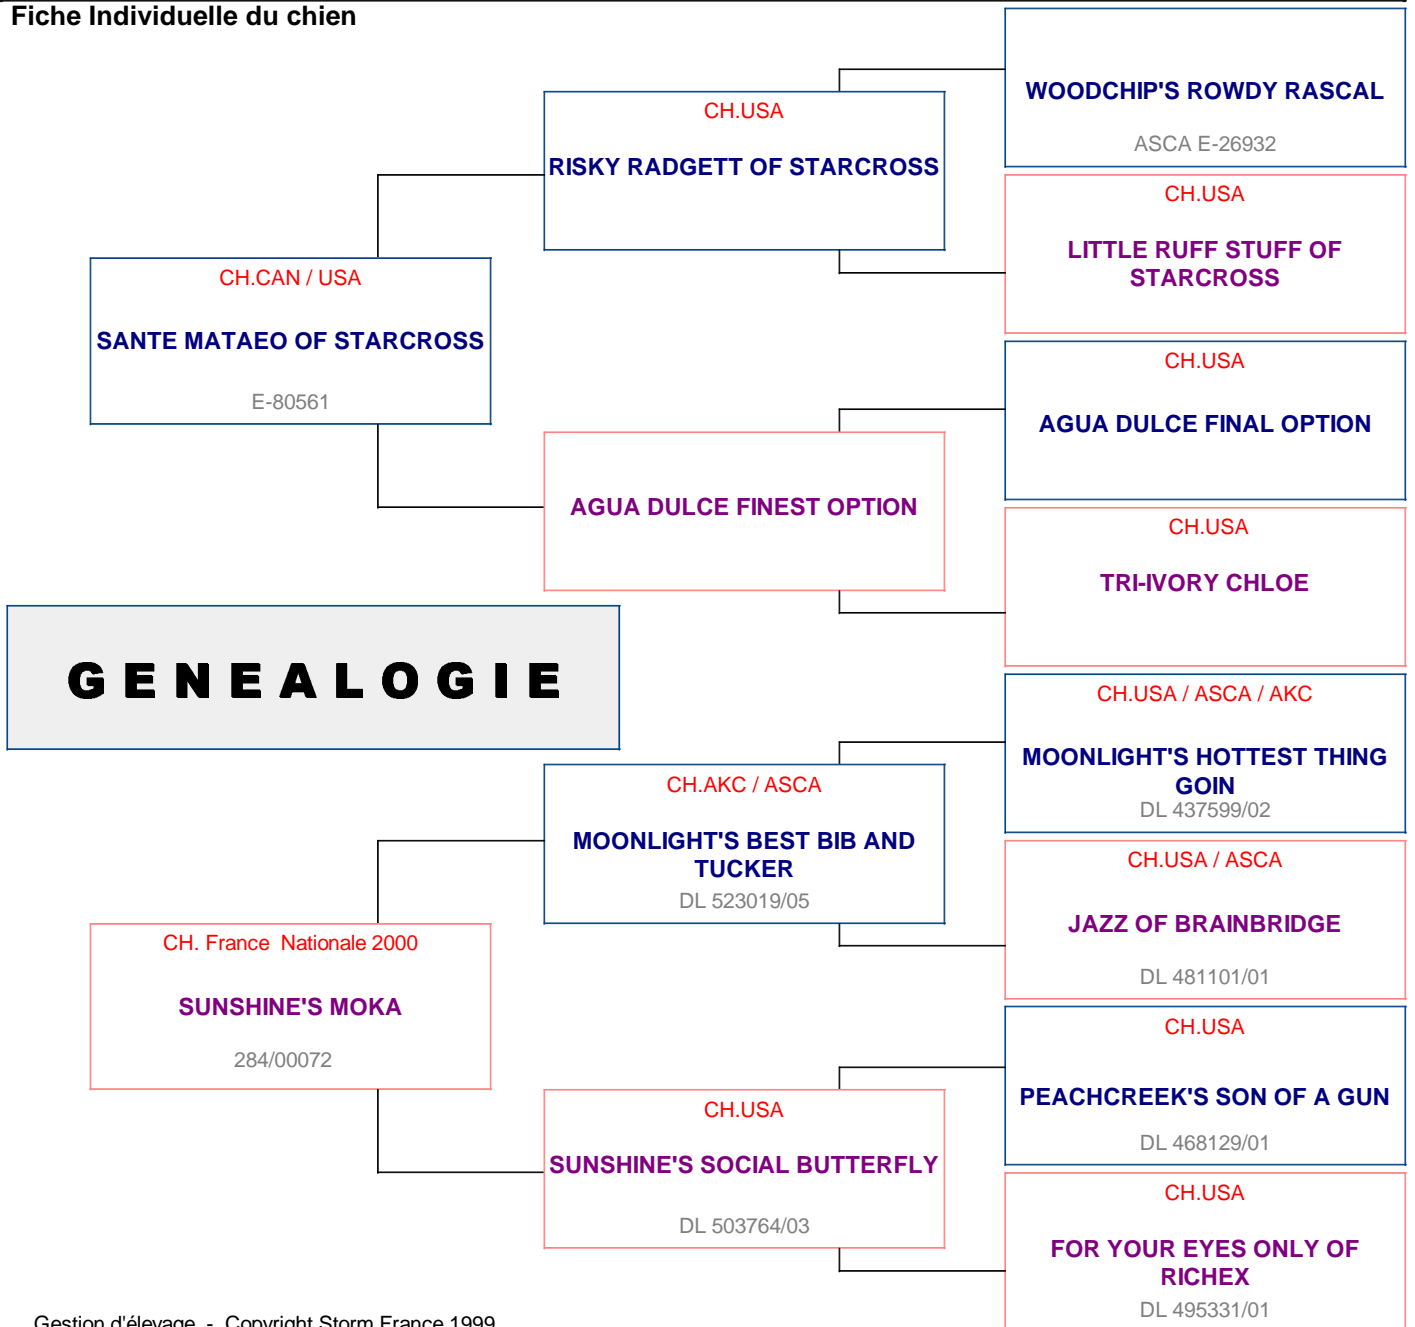 Fiche Individuelle du chien
WOODCHIP'S ROWDY RASCAL
ASCA E-26932
CH.USA
RISKY RADGETT OF STARCROSS
CH.USA
LITTLE RUFF STUFF OF
STARCROSS
CH.CAN / USA
SANTE MATAEO OF STARCROSS
E-80561
CH.USA
AGUA DULCE FINAL OPTION
AGUA DULCE FINEST OPTION
CH.USA
TRI-IVORY CHLOE
GENEALOGIE
CH.USA / ASCA / AKC
MOONLIGHT'S HOTTEST THING
GOIN
DL 437599/02
CH.AKC / ASCA
MOONLIGHT'S BEST BIB AND
TUCKER
DL 523019/05
CH.USA / ASCA
JAZZ OF BRAINBRIDGE
DL 481101/01
CH. France Nationale 2000
SUNSHINE'S MOKA
284/00072
CH.USA
PEACHCREEK'S SON OF A GUN
DL 468129/01
CH.USA
SUNSHINE'S SOCIAL BUTTERFLY
DL 503764/03
CH.USA
FOR YOUR EYES ONLY OF
RICHEX
DL 495331/01
Gestion d'élevage - Copyright Storm France 1999